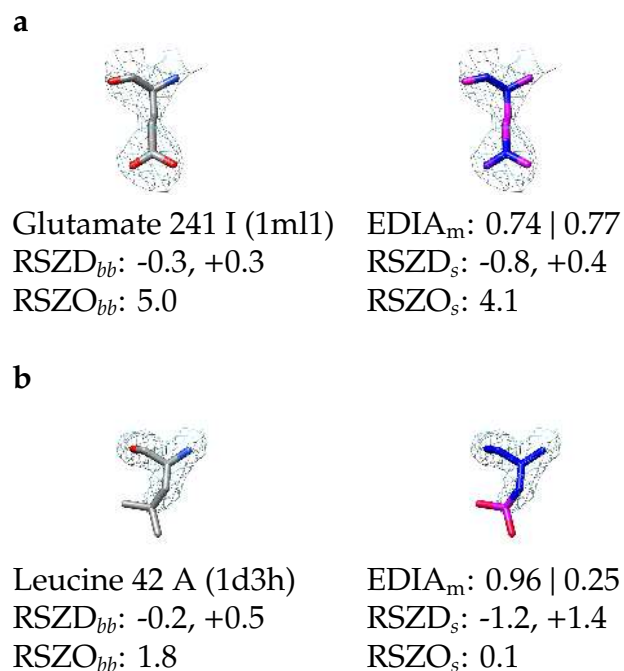 a
Glutamate 241 I (1ml1) EDIAm: 0.74 | 0.77
RSZDbb: -0.3, +0.3 RSZDs: -0.8, +0.4
RSZObb: 5.0 RSZOs: 4.1
b
Leucine 42 A (1d3h) EDIAm: 0.96 | 0.25
RSZDbb: -0.2, +0.5 RSZDs: -1.2, +1.4
RSZObb: 1.8 RSZOs: 0.1